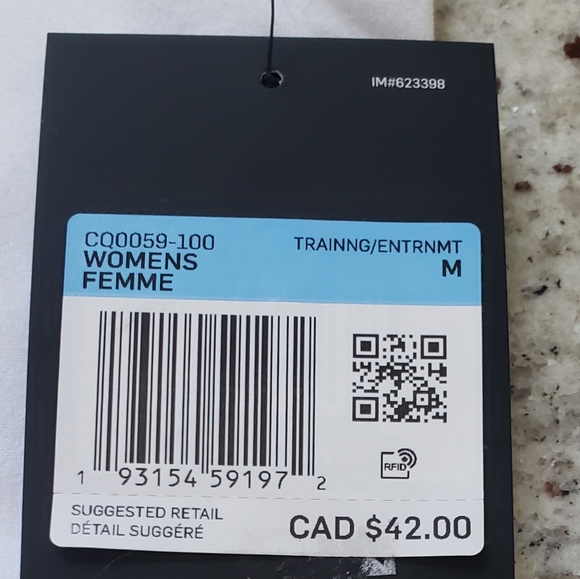 IM#623398
CQ0059-100
TRAINNG/ENTRNMT
WOMENS
M
FEMME
1 93154 59197 2
RFID
SUGGESTED RETAIL
DÉTAIL SUGGÉRÉ
CAD $42.00